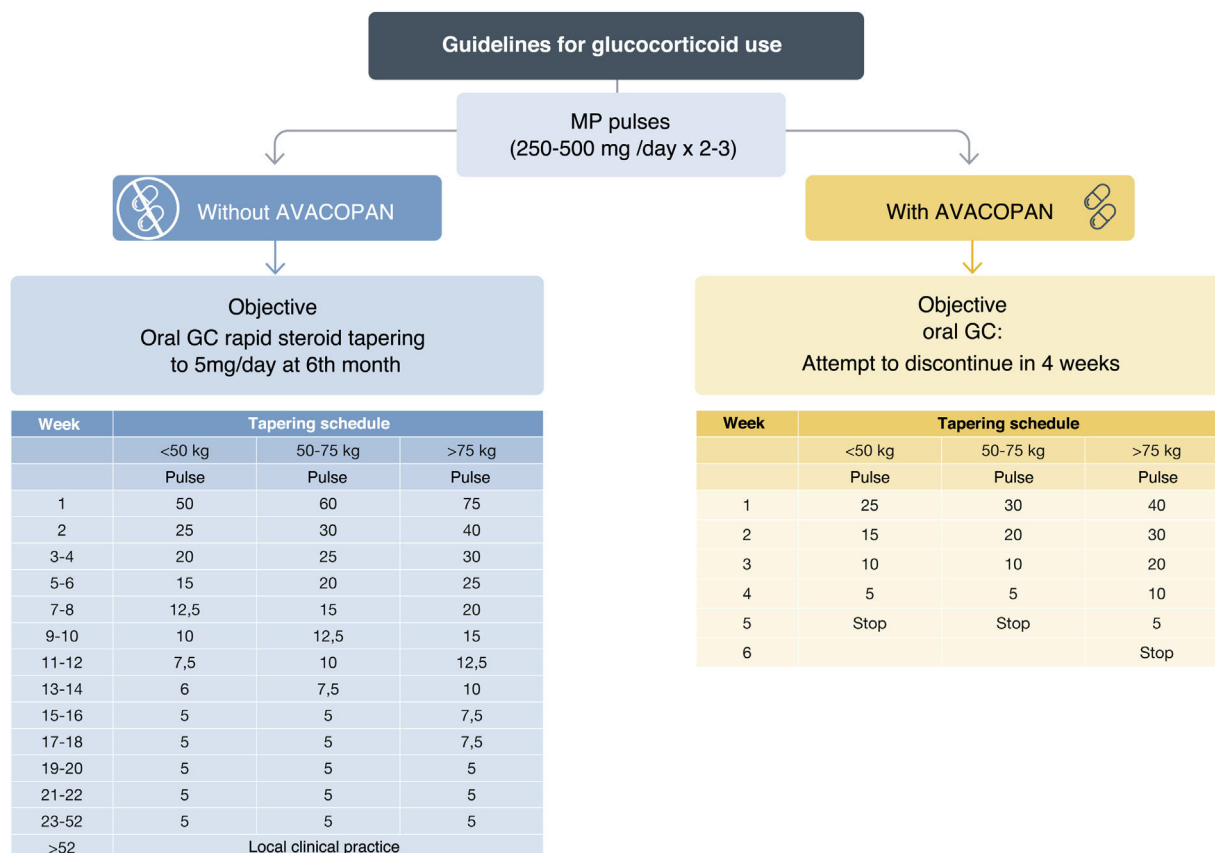 Guidelines for glucocorticoid use
MP pulses
(250-500 mg /day x 2-3)
Without AVACOPAN
Objective
Oral GC rapid steroid tapering
to 5mg/day at 6th month
Week Tapering schedule
<50 kg 50-75 kg >75 kg
Pulse Pulse Pulse
1 50 60 75
2 25 30 40
3-4 20 25 30
5-6 15 20 25
7-8 12,5 15 20
9-10 10 12,5 15
11-12 7,5 10 12,5
13-14 6 7,5 10
15-16 5 5 7,5
17-18 5 5 7,5
19-20 5 5 5
21-22 5 5 5
23-52 5 5 5
>52 Local clinical practice
With AVACOPAN
Objective
oral GC:
Attempt to discontinue in 4 weeks
Week Tapering schedule
<50 kg 50-75 kg >75 kg
Pulse Pulse Pulse
1 25 30 40
2 15 20 30
3 10 10 20
4 5 5 10
5 Stop Stop 5
6 Stop